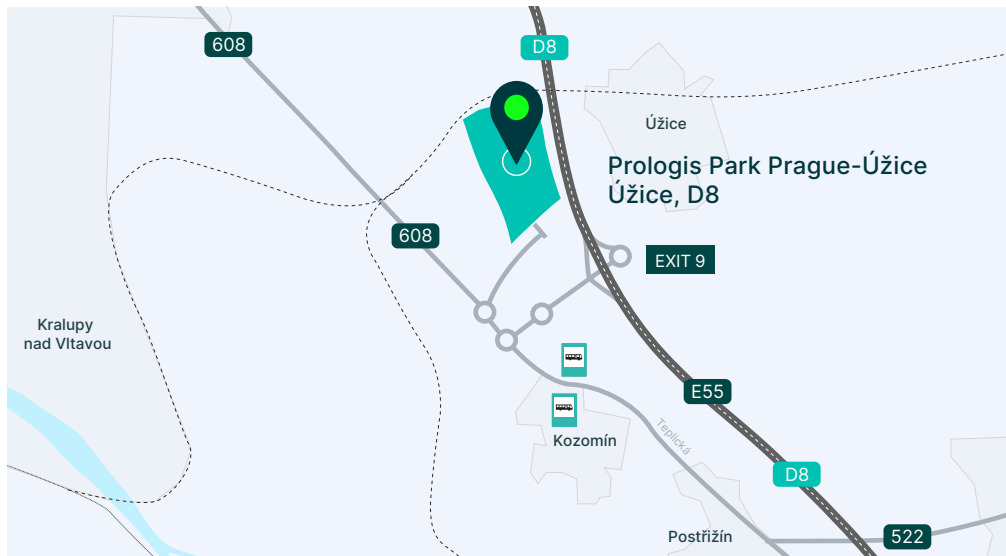 608
D8
Úžice
Prologis Park Prague-Úžice
Úžice, D8
608
EXIT 9
Kralupy
nad Vltavou
E55
Teplická
Kozomín
D8
Postřižín
522